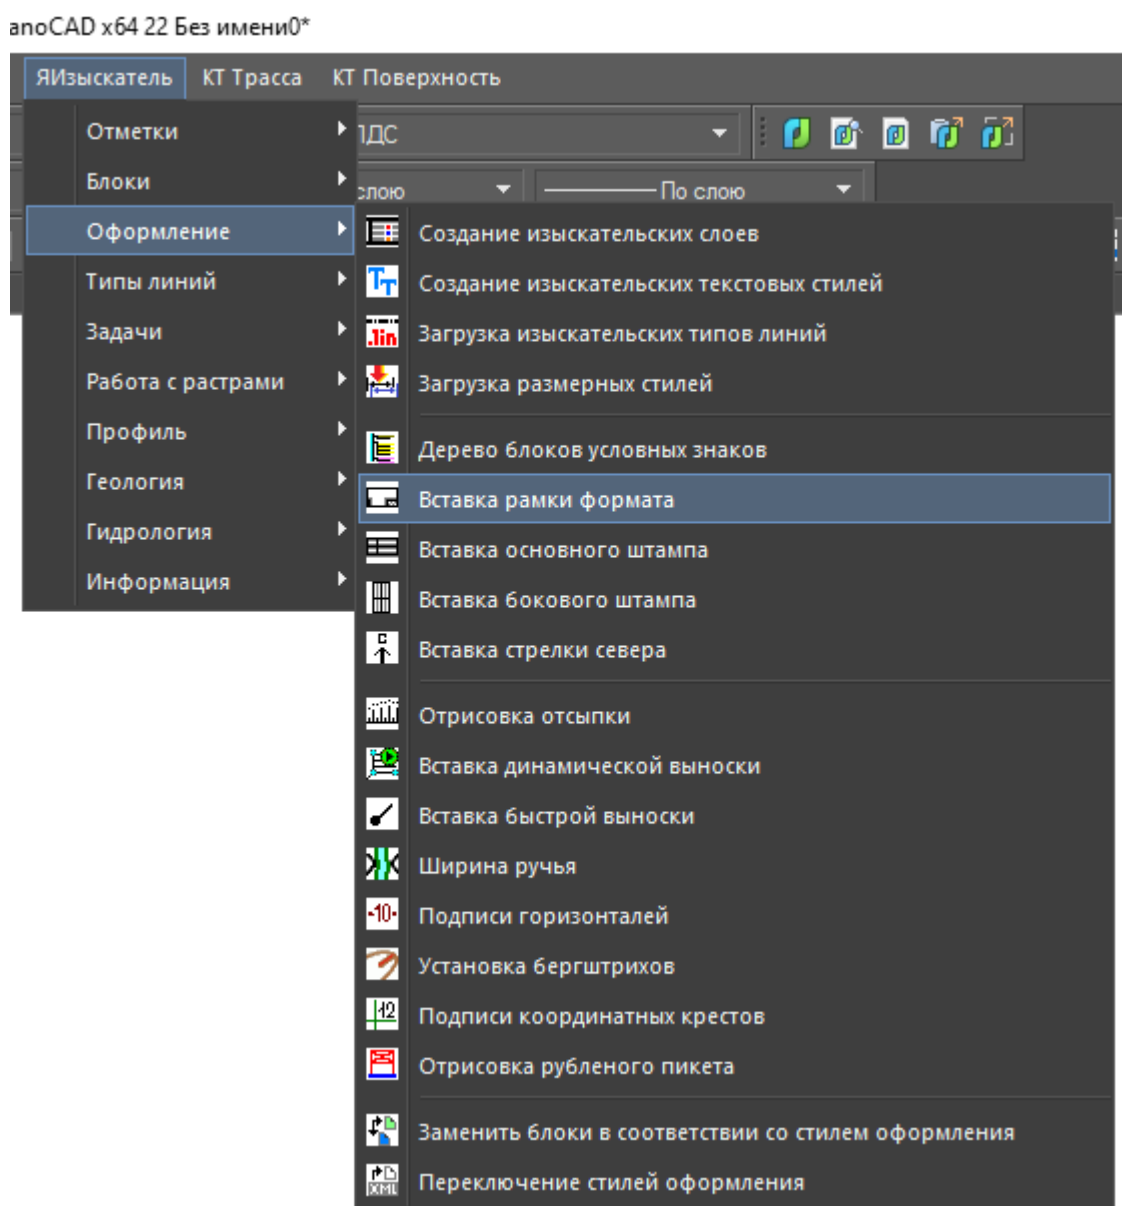 anoCAD x64 22 Без имени0*
ЯИзыскатель КТ Трасса КТ Поверхность
Отметки
ПДС
Блоки
слою По слою
Оформление
Типы линий
Задачи
Работа с растрами
Профиль
Геология
Гидрология
Информация
Создание изыскательских слоев
Создание изыскательских текстовых стилей
Загрузка изыскательских типов линий
Загрузка размерных стилей
Дерево блоков условных знаков
Вставка рамки формата
Вставка основного штампа
Вставка бокового штампа
Вставка стрелки севера
Отрисовка отсыпки
Вставка динамической выноски
Вставка быстрой выноски
Ширина ручья
Подписи горизонталей
Установка бергштрихов
Подписи координатных крестов
Отрисовка рубленого пикета
Заменить блоки в соответствии со стилем оформления
Переключение стилей оформления